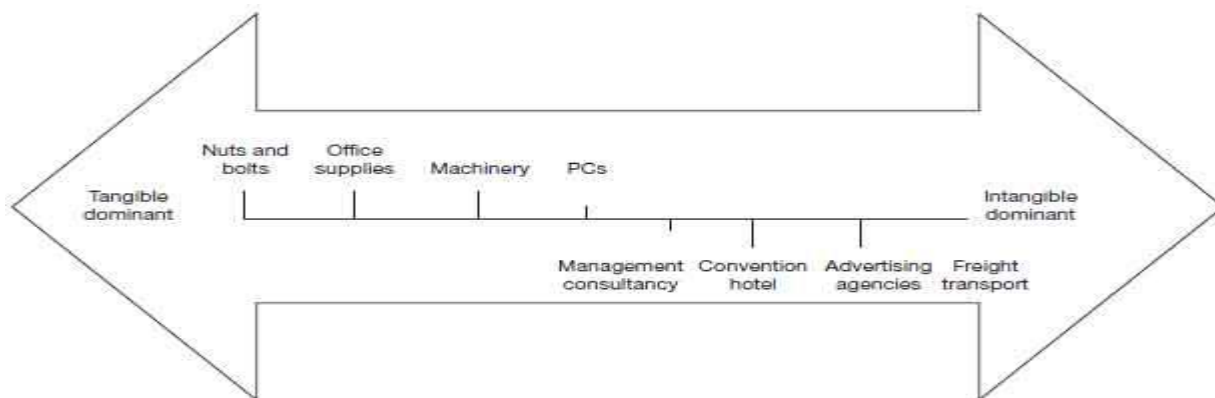 Nuts and
bolts
Office
supplies
Machinery
PCs
Tangible
dominant
Intangible
dominant
Management
consultancy
Convention
hotel
Advertising
agencies
Freight
transport